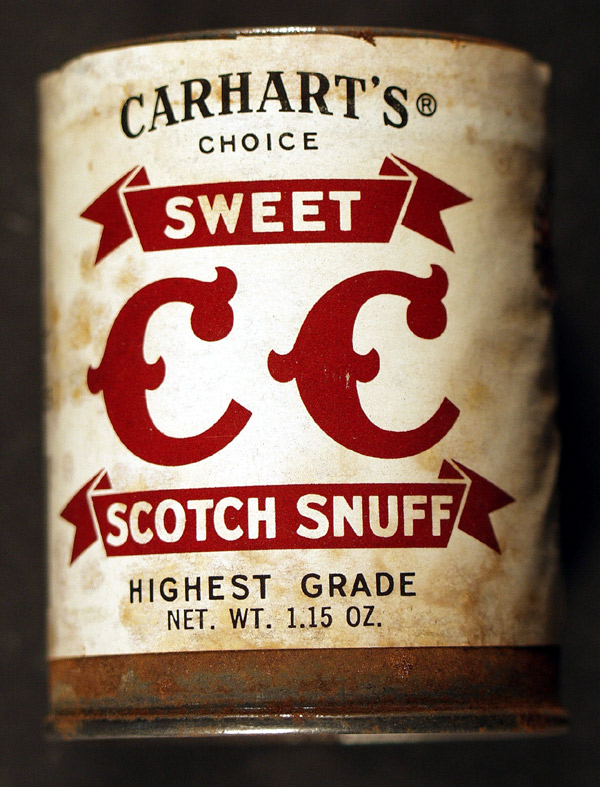 CARHART'S®
CHOICE
SWEET
CC
SCOTCH SNUFF
HIGHEST GRADE
NET. WT. 1.15 OZ.